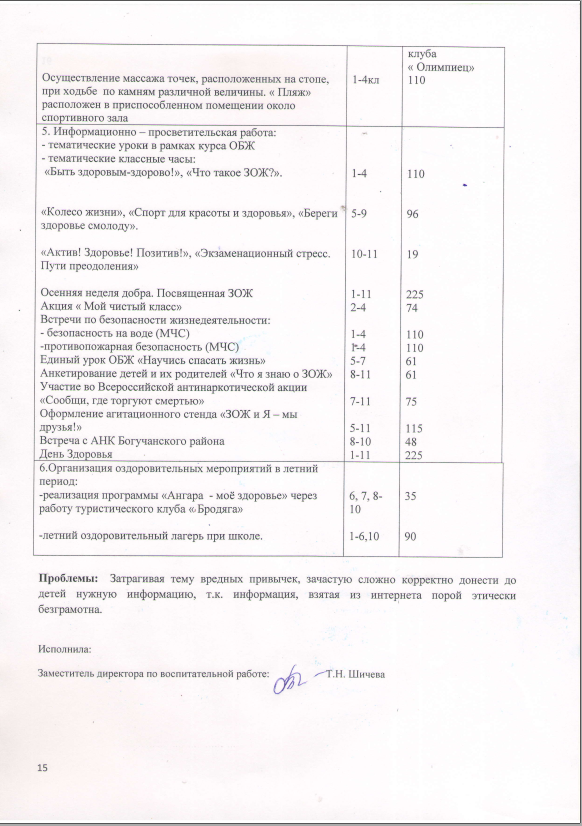 клуба
« Олимпиец»
Осуществление массажа точек, расположенных на стопе, 1-4кл 110
при ходьбе по камням различной величины. « Пляж»
расположен в приспособленном помещении около
спортивного зала
5. Информационно – просветительская работа: -
- тематические уроки в рамках курса ОБЖ
- тематические классные часы:
«Быть здоровым-здорово!», «Что такое ЗОЖ?». 1-4 110
«Колесо жизни», «Спорт для красоты и здоровья», «Береги 5-9 96
здоровье смолоду».
«Актив! Здоровье! Позитив!», «Экзаменационный стресс. 10-11 19
Пути преодоления»
Осенняя неделя добра. Посвященная ЗОЖ 1-11 225
Акция « Мой чистый класс» 2-4 74
Встречи по безопасности жизнедеятельности:
- безопасность на воде (МЧС) 1-4 110
-противопожарная безопасность (МЧС) 1-4 110
Единый урок ОБЖ «Научись спасать жизнь» 5-7 61
Анкетирование детей и их родителей «Что я знаю о ЗОЖ» 8-11 61
Участие во Всероссийской антинаркотической акции
«Сообщи, где торгуют смертью» 7-11 75
Оформление агитационного стенда «ЗОЖ и Я – мы
друзья!» 5-11 115
Встреча с АНК Богучанского района 8-10 48
День Здоровья 1-11 225
6.Организация оздоровительных мероприятий в летний
период:
-реализация программы «Ангара - моё здоровье» через 6, 7, 8- 35
работу туристического клуба « Бродяга» 10
-летний оздоровительный лагерь при школе. 1-6,10 90
Проблемы: Затрагивая тему вредных привычек, зачастую сложно корректно донести до
детей нужную информацию, т.к. информация, взятая из интернета порой этически
безграмотна.
Исполнила:
Заместитель директора по воспитательной работе: Т.Н. Шичева
15